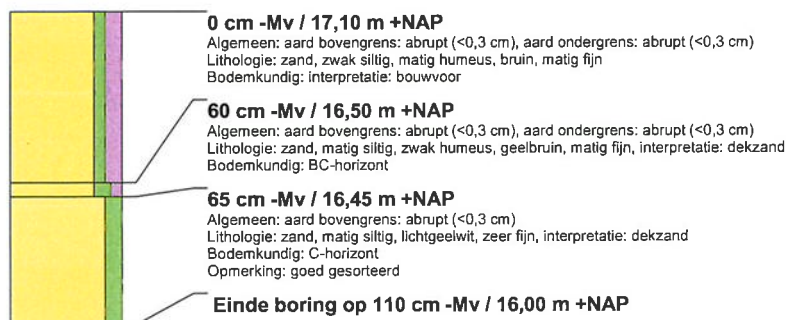 0 cm -Mv / 17,10 m +NAP
Algemeen: aard bovengrens: abrupt (<0,3 cm), aard ondergrens: abrupt (<0,3 cm)
Lithologie: zand, zwak siltig, matig humeus, bruin, matig fijn
Bodemkundig: interpretatie: bouwvoor
60 cm -Mv / 16,50 m +NAP
Algemeen: aard bovengrens: abrupt (<0,3 cm), aard ondergrens: abrupt (<0,3 cm)
Lithologie: zand, matig siltig, zwak humeus, geelbruin, matig fijn, interpretatie: dekzand
Bodemkundig: BC-horizont
65 cm -Mv / 16,45 m +NAP
Algemeen: aard bovengrens: abrupt (<0,3 cm)
Lithologie: zand, matig siltig, lichtgeelwit, zeer fijn, interpretatie: dekzand
Bodemkundig: C-horizont
Opmerking: goed gesorteerd
Einde boring op 110 cm -Mv / 16,00 m +NAP